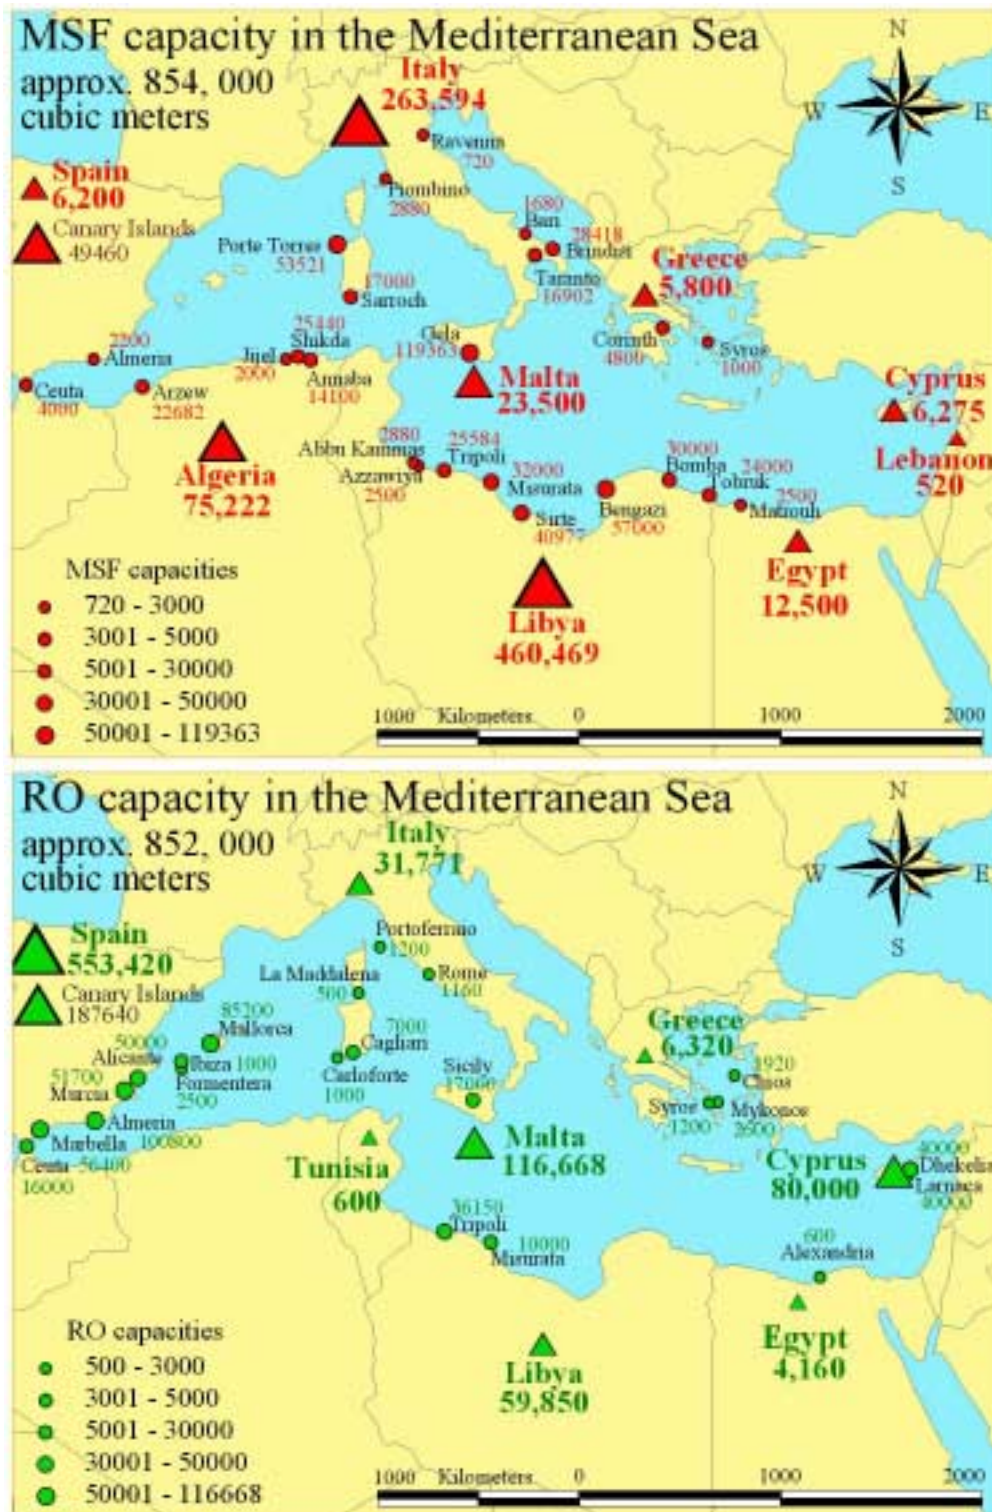 MSF capacity in the Mediterranean Sea
approx. 854, 000
cubic meters
Italy
263,594
N
W
E
S
Ravenna
720
Spain
6,200
Canary Islands
49460
Piombino
2880
1680
Bari
28418
Brindisi
Porte Torres
53521
Taranto
16902
Greece
5,800
17000
Sarroch
25440
Shikda
Gela
119363
Corinth
4800
Syros
1000
2200
Almeria
Jijel
2000
Annaba
14100
Malta
23,500
Cyprus
6,275
Ceuta
4000
Arzew
22682
Algeria
75,222
2880
Abbu Kammas
25584
Tripoli
Azzawiya
2500
32000
Misurata
30000
Bomba
24000
Tobruk
2500
Matrouh
Lebanon
520
Sirte
40977
Bengazi
57000
Egypt
12,500
Libya
460,469
MSF capacities
720 - 3000
3001 - 5000
5001 - 30000
30001 - 50000
50001 - 119363
1000 Kilometers 0 1000 2000
RO capacity in the Mediterranean Sea
approx. 852, 000
cubic meters
Italy
31,771
N
W
E
S
Spain
553,420
Canary Islands
187640
Portoferraio
1200
La Maddalena
500
Rome
1160
85200
Mallorca
50000
Alicante
Ibiza 1000
Formentera
2500
51700
Murcia
7000
Cagliari
Carloforte
1000
Sicily
17000
Greece
6,320
1920
Chios
Syros
1200
Mykonos
2600
Almeria
100800
Marbella
56400
Ceuta
16000
Tunisia
600
Malta
116,668
Cyprus
80,000
40000
Dhekelia
Larnaca
40000
36150
Tripoli
10000
Misurata
600
Alexandria
Egypt
4,160
Libya
59,850
RO capacities
500 - 3000
3001 - 5000
5001 - 30000
30001 - 50000
50001 - 116668
1000 Kilometers 0 1000 2000